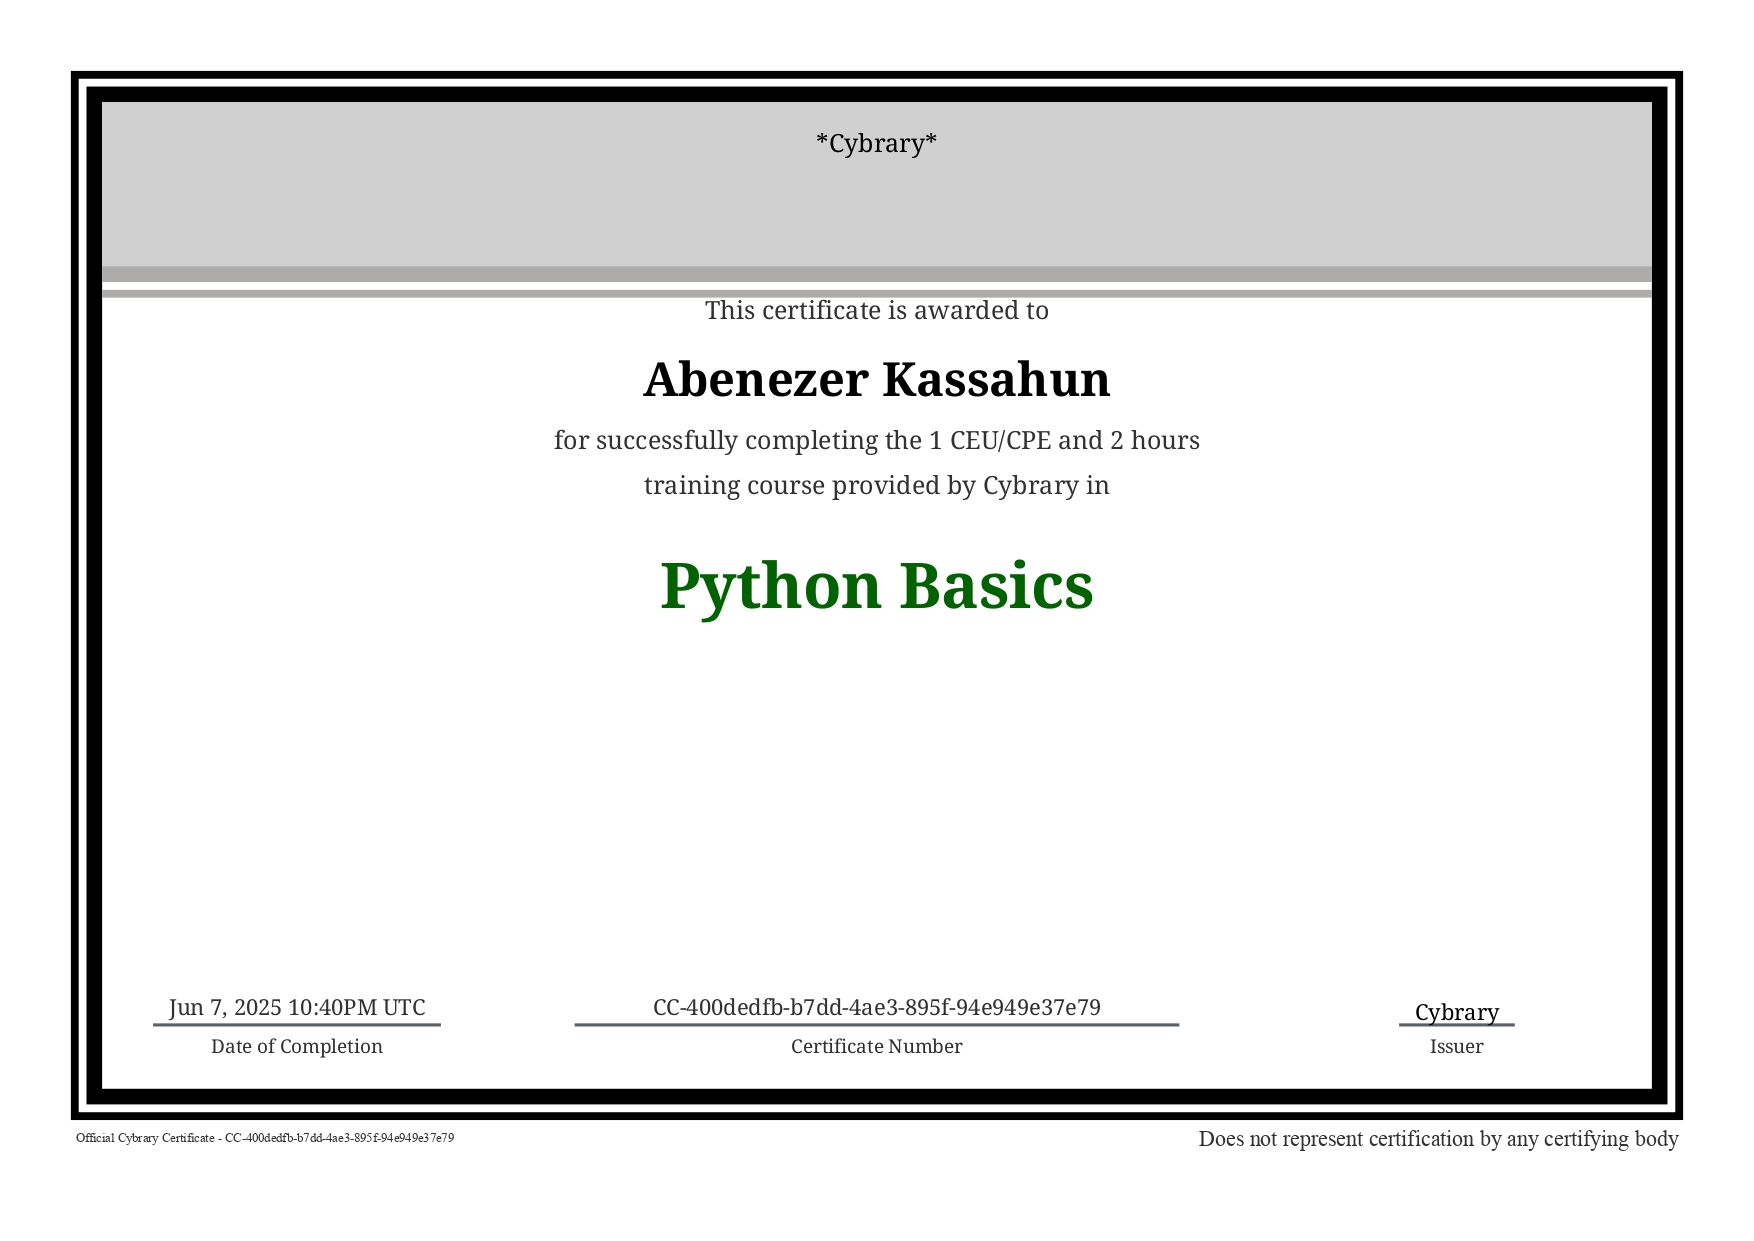 *Cybrary*
This certificate is awarded to
Abenezer Kassahun
for successfully completing the 1 CEU/CPE and 2 hours
training course provided by Cybrary in
Python Basics
Jun 7, 2025 10:40PM UTC
Date of Completion
CC-400dedfb-b7dd-4ae3-895f-94e949e37e79
Certificate Number
Cybrary
Issuer
Official Cybrary Certificate - CC-400dedfb-b7dd-4ae3-895f-94e949e37e79
Does not represent certification by any certifying body